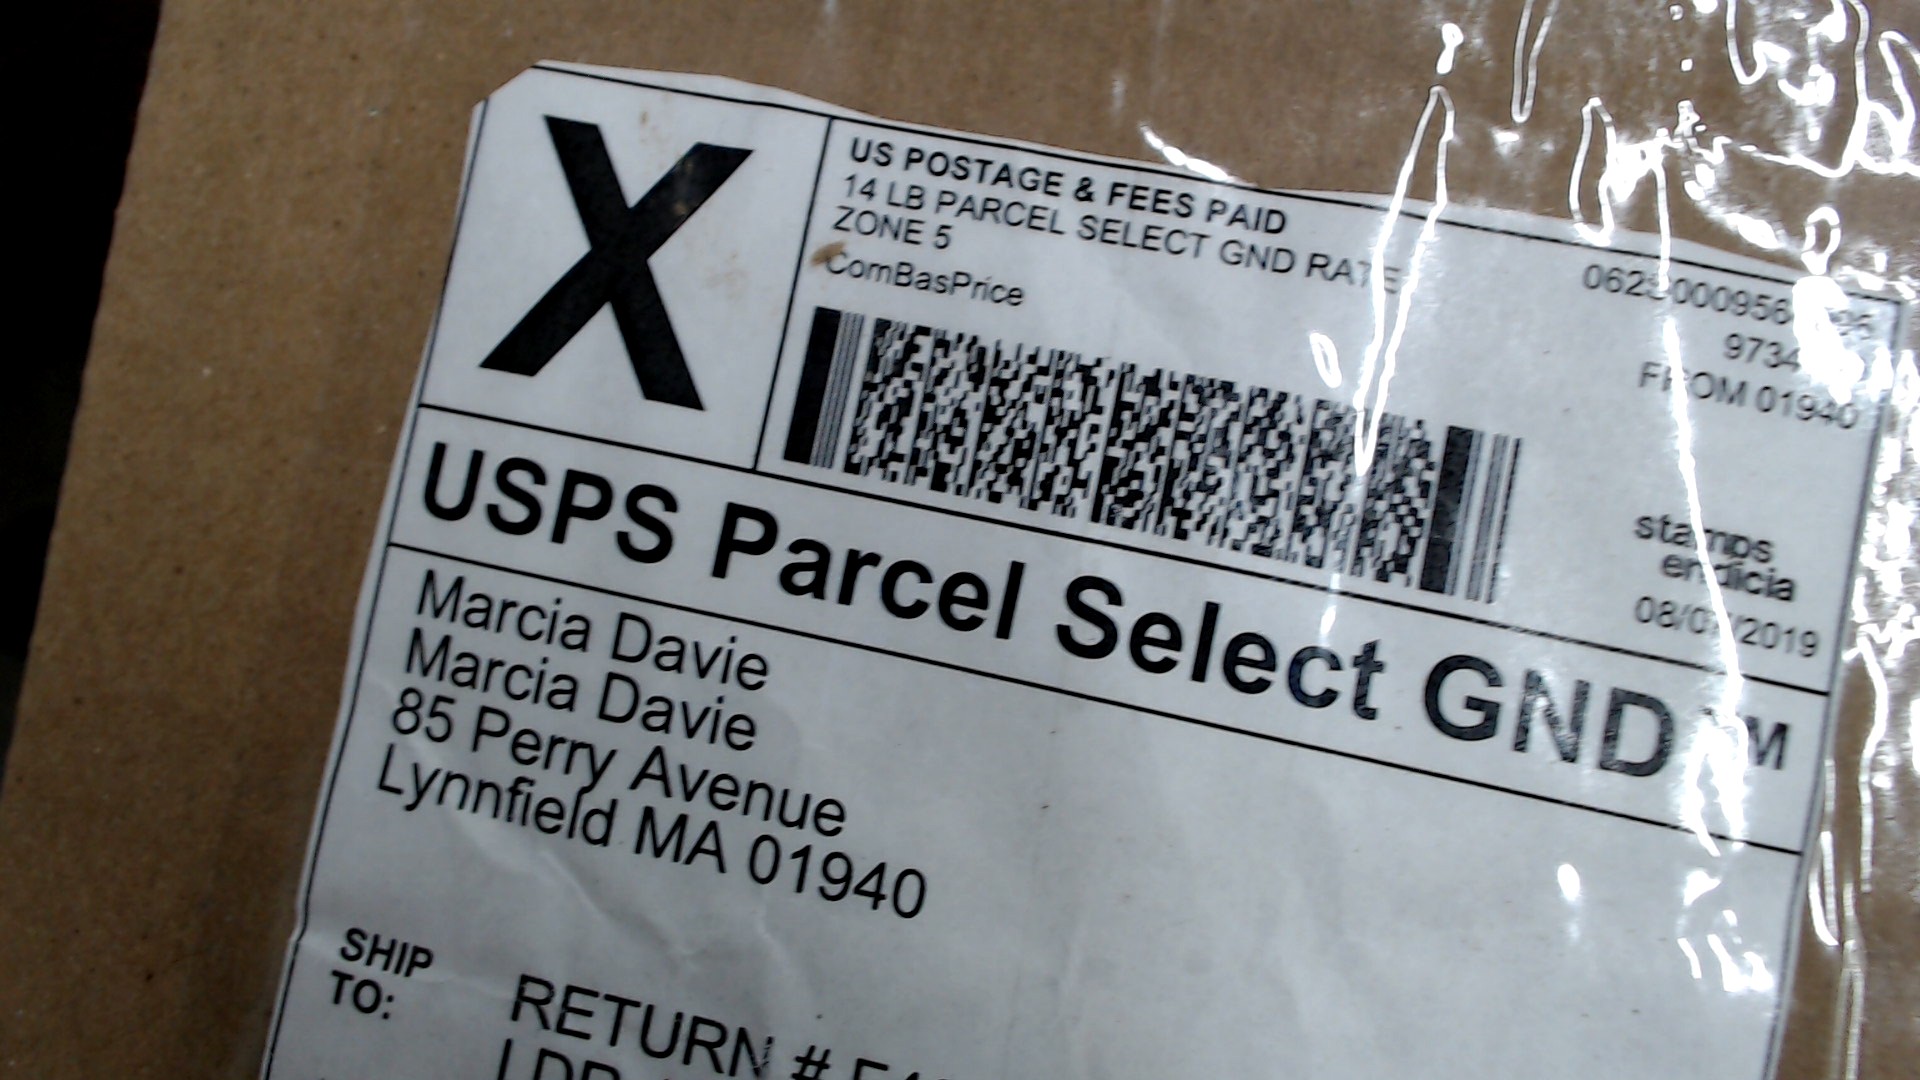 X
US POSTAGE & FEES PAID
14 LB PARCEL SELECT GND RATE
ZONE 5
ComBasPrice
FROM 01940
stamps
endicia
USPS Parcel Select GND
Marcia Davie
Marcia Davie
85 Perry Avenue
Lynnfield MA 01940
SHIP
TO:
RETURN #